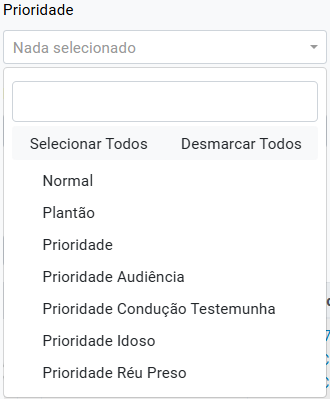 Prioridade
Nada selecionado
Selecionar Todos Desmarcar Todos
Normal
Plantão
Prioridade
Prioridade Audiência
Prioridade Condução Testemunha
Prioridade Idoso
Prioridade Réu Preso